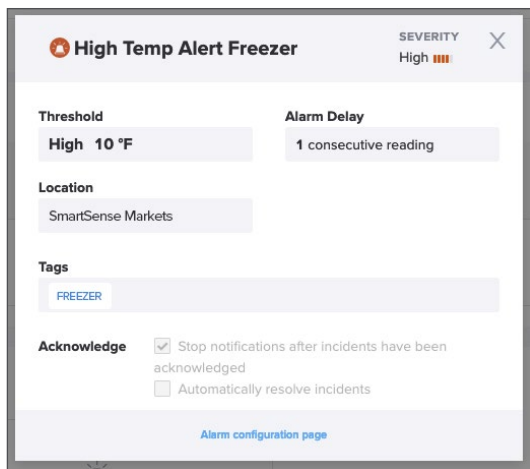 High Temp Alert Freezer
SEVERITY
High
Threshold
High 10 °F
Alarm Delay
1 consecutive reading
Location
SmartSense Markets
Tags
FREEZER
Acknowledge
Stop notifications after incidents have been
acknowledged
Automatically resolve incidents
Alarm configuration page